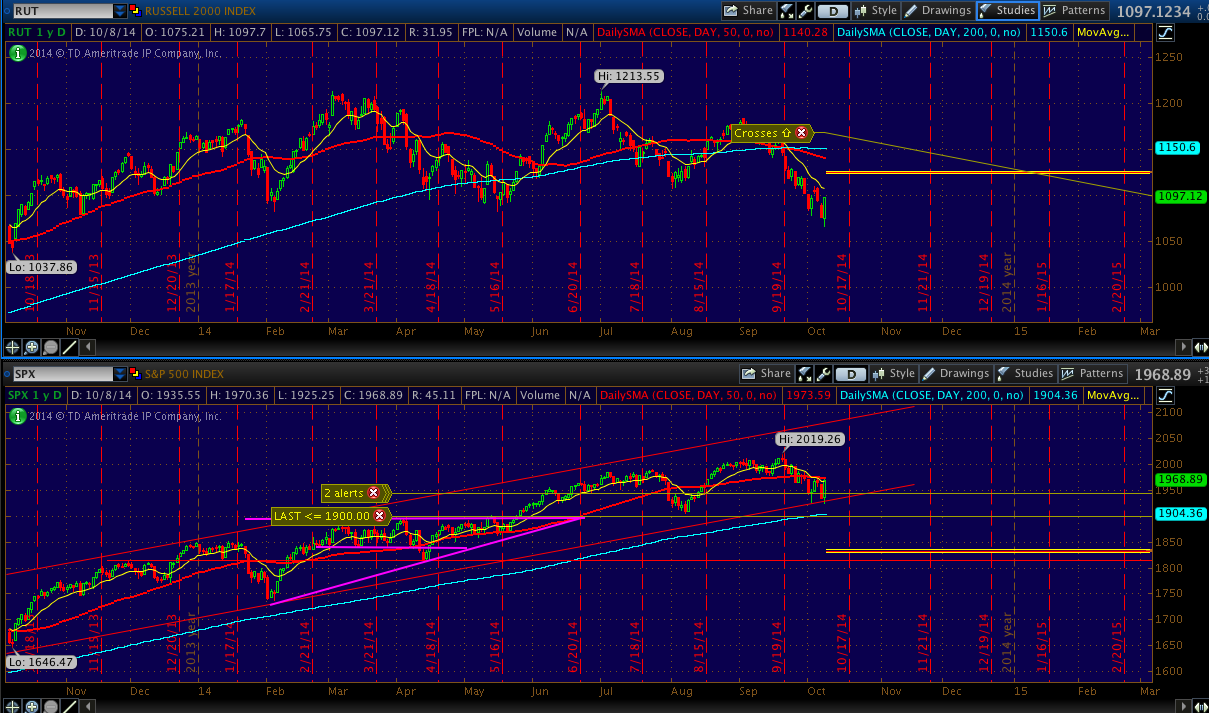 RUT RUSSELL 2000 INDEX Share D Style Drawings Studies Patterns 1097.1234
RUT 1 y D D: 10/8/14 O: 1075.21 H: 1097.7 L: 1065.75 C: 1097.12 R: 31.95 FPL: N/A Volume N/A DailySMA (CLOSE, DAY, 50, 0, no) 1140.28 DailySMA (CLOSE, DAY, 200, 0, no) 1150.6 MovAvg...
2014 © TD Ameritrade IP Company, Inc.
1250
Hi: 1213.55
1200
Crosses ⇧
1150.6
1097.12
1050
Lo: 1037.86
1000
10/18/13 11/15/13 12/20/13 2013 year 1/17/14 2/21/14 3/21/14 4/18/14 5/16/14 6/20/14 7/18/14 8/15/14 9/19/14 10/17/14 11/21/14 12/19/14 2014 year 1/16/15 2/20/15
Nov Dec 14 Feb Mar Apr May Jun Jul Aug Sep Oct Nov Dec 15 Feb Mar
SPX S&P 500 INDEX Share D Style Drawings Studies Patterns 1968.89
SPX 1 y D D: 10/8/14 O: 1935.55 H: 1970.36 L: 1925.25 C: 1968.89 R: 45.11 FPL: N/A Volume N/A DailySMA (CLOSE, DAY, 50, 0, no) 1973.59 DailySMA (CLOSE, DAY, 200, 0, no) 1904.36 MovAvg...
2014 © TD Ameritrade IP Company, Inc.
2100
Hi: 2019.26
2050
2000
1968.89
2 alerts
1950
LAST <= 1900.00
1904.36
1850
1800
1750
1700
1650
Lo: 1646.47
1600
11/15/13 12/20/13 2013 year 1/17/14 2/21/14 3/21/14 4/18/14 5/16/14 6/20/14 7/18/14 8/15/14 9/19/14 10/17/14 11/21/14 12/19/14 2014 year 1/16/15 2/20/15
Nov Dec 14 Feb Mar Apr May Jun Jul Aug Sep Oct Nov Dec 15 Feb Mar